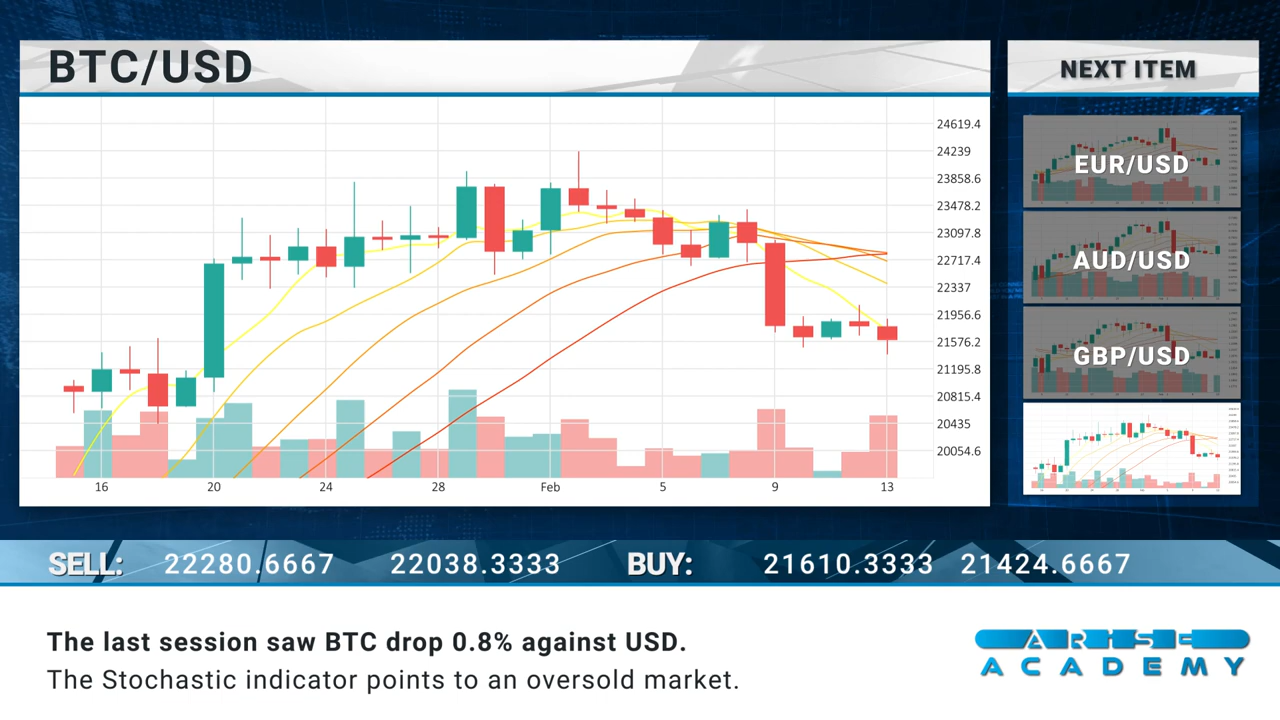 BTC/USD
NEXT ITEM
24619.4
24239
23858.6
23478.2
23097.8
22717.4
22337
21956.6
21576.2
21195.8
20815.4
20435
20054.6
16 20 24 28 Feb 5 9 13
EUR/USD
AUD/USD
GBP/USD
SELL: 22280.6667 22038.3333 BUY: 21610.3333 21424.6667
The last session saw BTC drop 0.8% against USD.
The Stochastic indicator points to an oversold market.
ARISE
ACADEMY